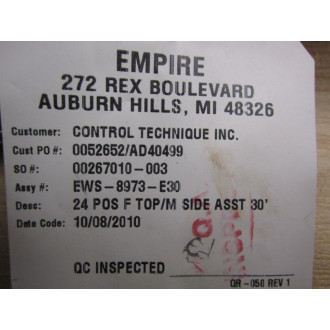 EMPIRE
272 REX BOULEVARD
AUBURN HILLS, MI 48326
Customer: CONTROL TECHNIQUE INC.
Cust PO #: 0052652/AD40499
SO #: 00267010-003
Assy #: EWS-8973-E30
Desc: 24 POS F TOP/M SIDE ASST 30'
Date Code: 10/08/2010
QC INSPECTED
QR-050 REV 1